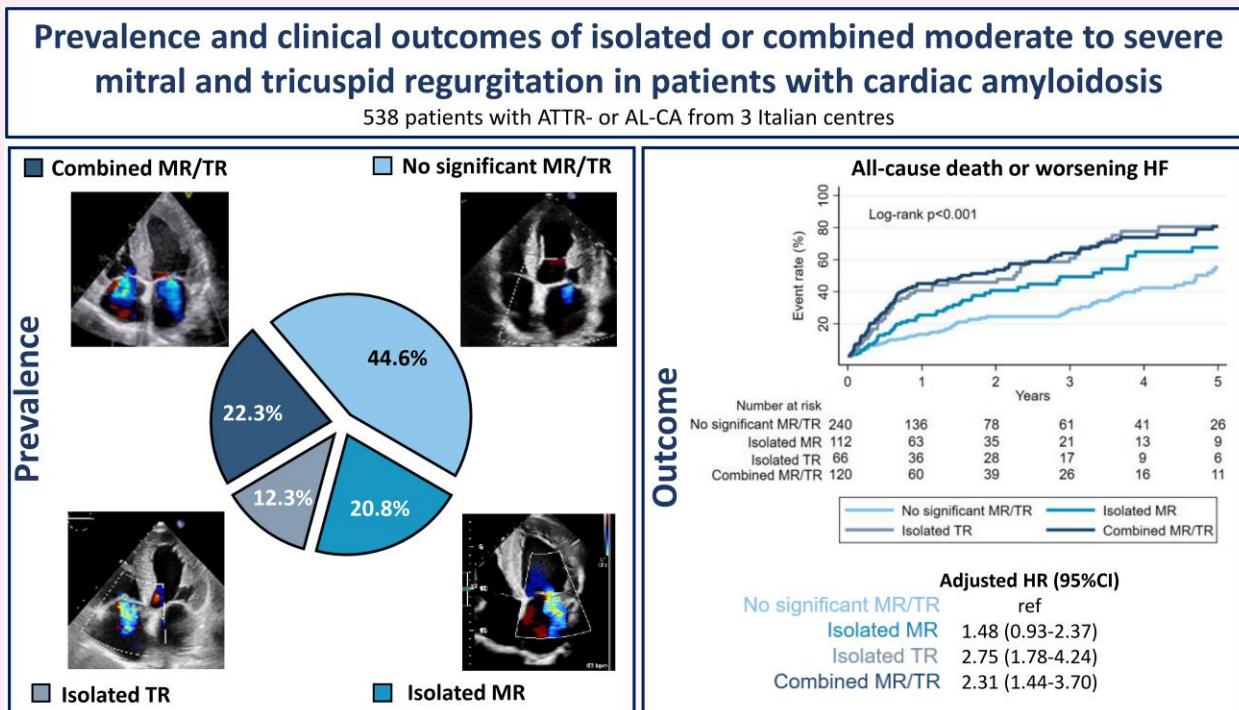 Prevalence and clinical outcomes of isolated or combined moderate to severe
mitral and tricuspid regurgitation in patients with cardiac amyloidosis
538 patients with ATTR- or AL-CA from 3 Italian centres
Prevalence
Combined MR/TR
No significant MR/TR
44.6%
22.3%
12.3%
20.8%
Isolated TR
Isolated MR
Outcome
All-cause death or worsening HF
Log-rank p<0.001
Event rate (%)
100
80
60
40
20
0 1 2 3 4 5
Years
Number at risk
No significant MR/TR 240 136 78 61 41 26
Isolated MR 112 63 35 21 13 9
Isolated TR 66 36 28 17 9 6
Combined MR/TR 120 60 39 26 16 11
No significant MR/TR Isolated MR
Isolated TR Combined MR/TR
Adjusted HR (95%CI)
No significant MR/TR ref
Isolated MR 1.48 (0.93-2.37)
Isolated TR 2.75 (1.78-4.24)
Combined MR/TR 2.31 (1.44-3.70)